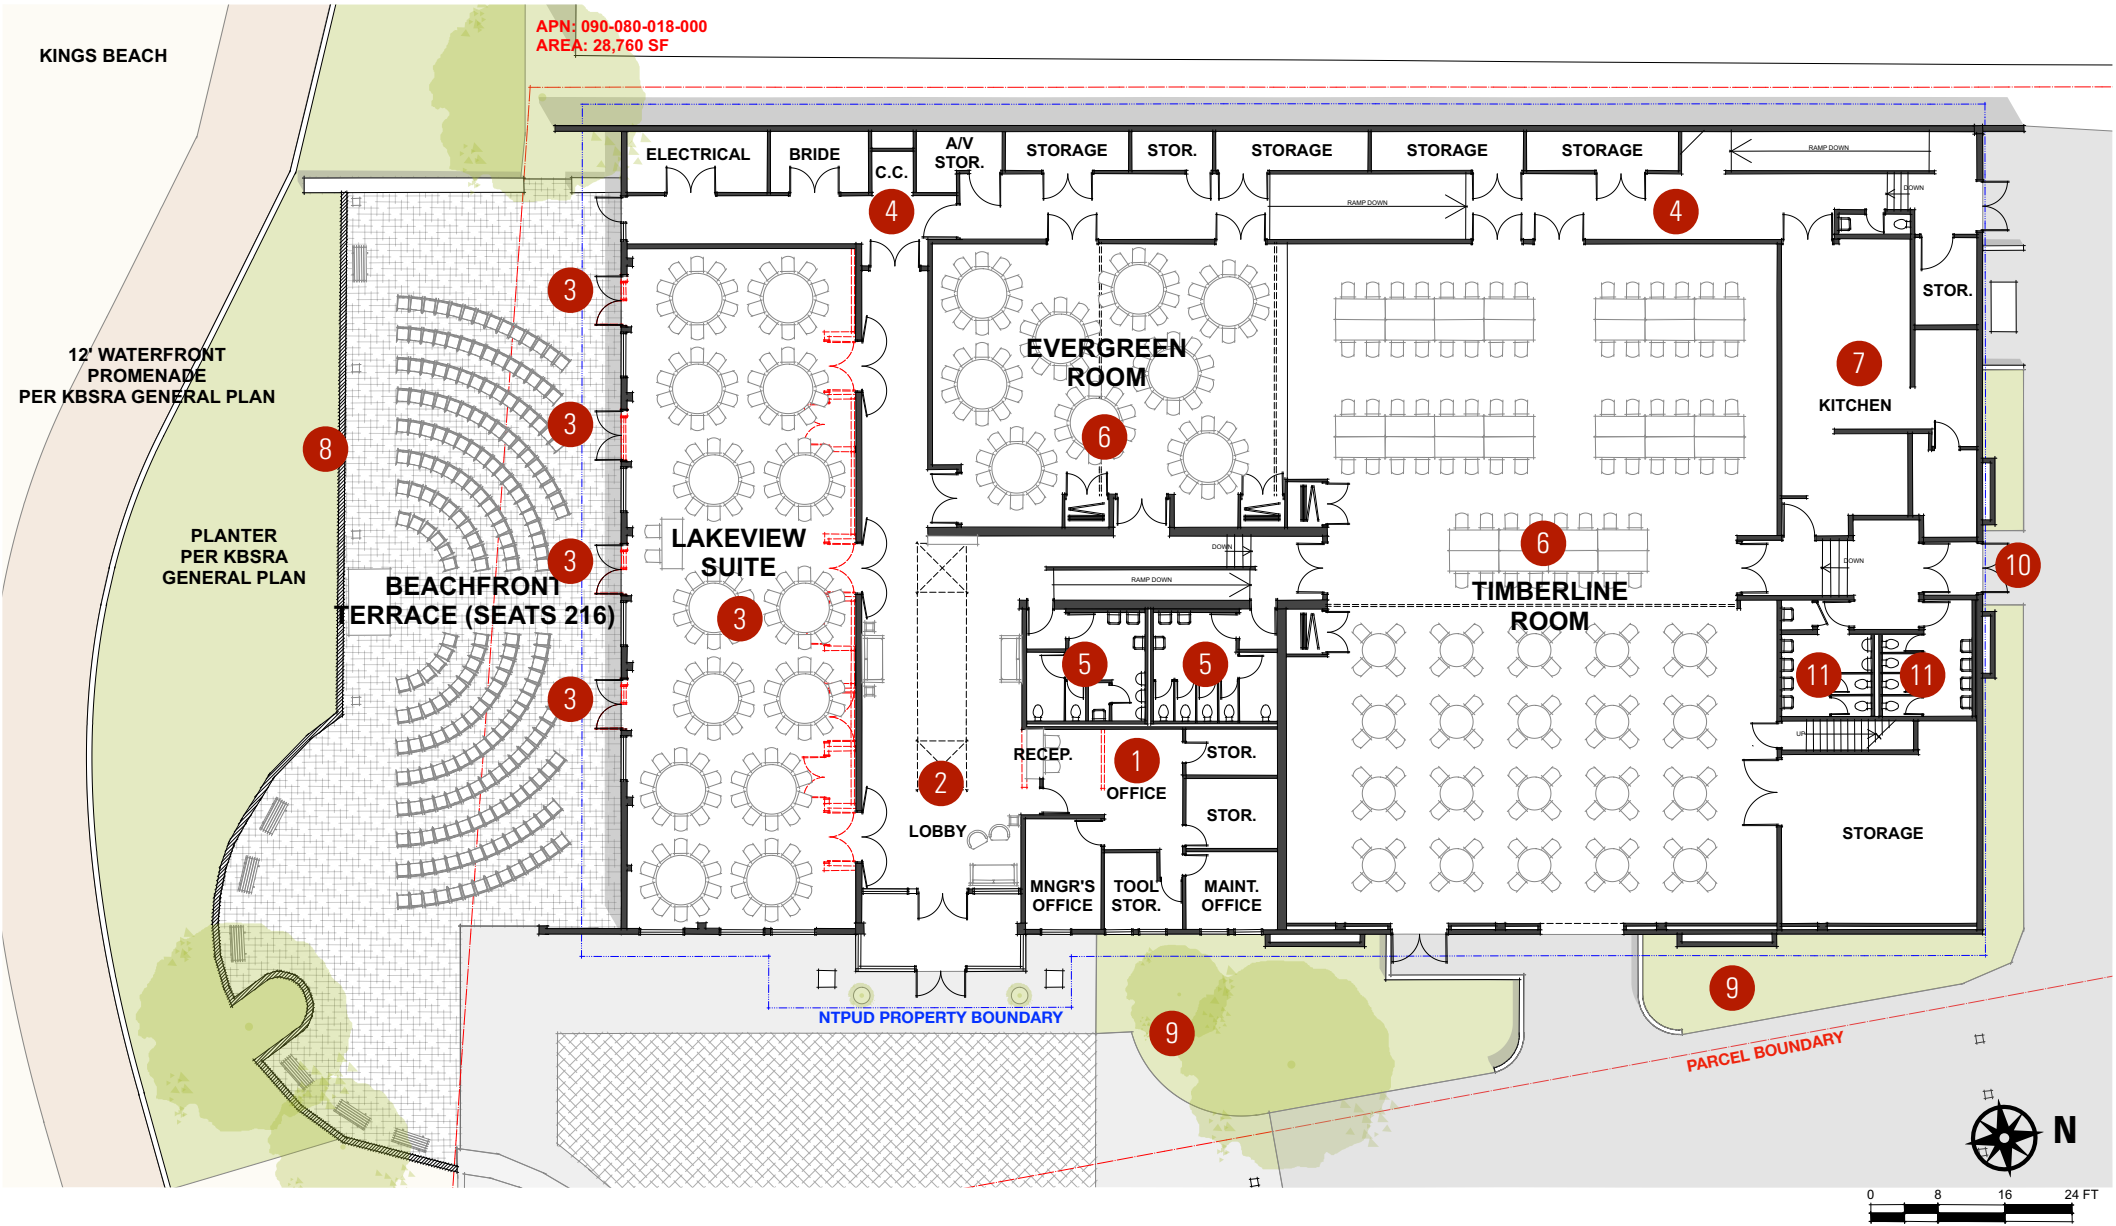 APN: 090-080-018-000
AREA: 28,760 SF
KINGS BEACH
ELECTRICAL
BRIDE
C.C.
A/V
STOR.
STORAGE
STOR.
STORAGE
STORAGE
STORAGE
RAMP DOWN
4
RAMP DOWN
4
DOWN
3
STOR.
12' WATERFRONT
PROMENADE
PER KBSRA GENERAL PLAN
EVERGREEN
ROOM
7
KITCHEN
3
6
8
PLANTER
PER KBSRA
GENERAL PLAN
LAKEVIEW
SUITE
3
6
DOWN
DOWN
10
RAMP DOWN
BEACHFRONT
TERRACE (SEATS 216)
3
TIMBERLINE
ROOM
5
5
11
11
3
UP
RECEP.
1
OFFICE
STOR.
2
STOR.
LOBBY
STORAGE
MNGR'S
OFFICE
TOOL
STOR.
MAINT.
OFFICE
9
NTPUD PROPERTY BOUNDARY
9
PARCEL BOUNDARY
N
0 8 16 24 FT